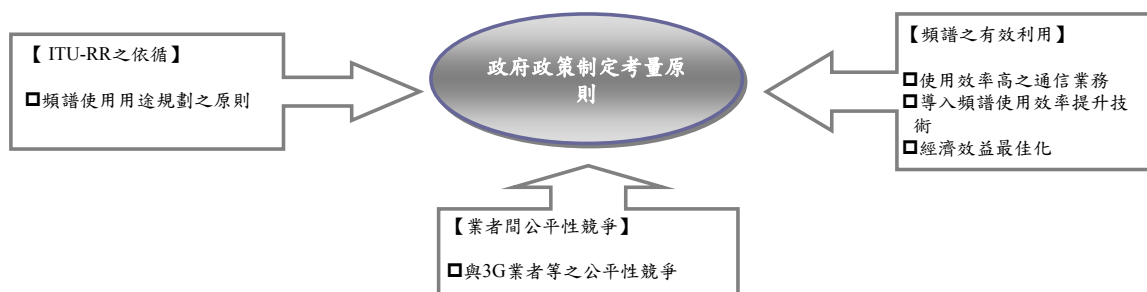 【 ITU-RR之依循】
頻譜使用用途規劃之原則
政府政策制定考量原
則
【頻譜之有效利用】
使用效率高之通信業務
導入頻譜使用效率提升技
術
經濟效益最佳化
【業者間公平性競爭】
與3G業者等之公平性競爭